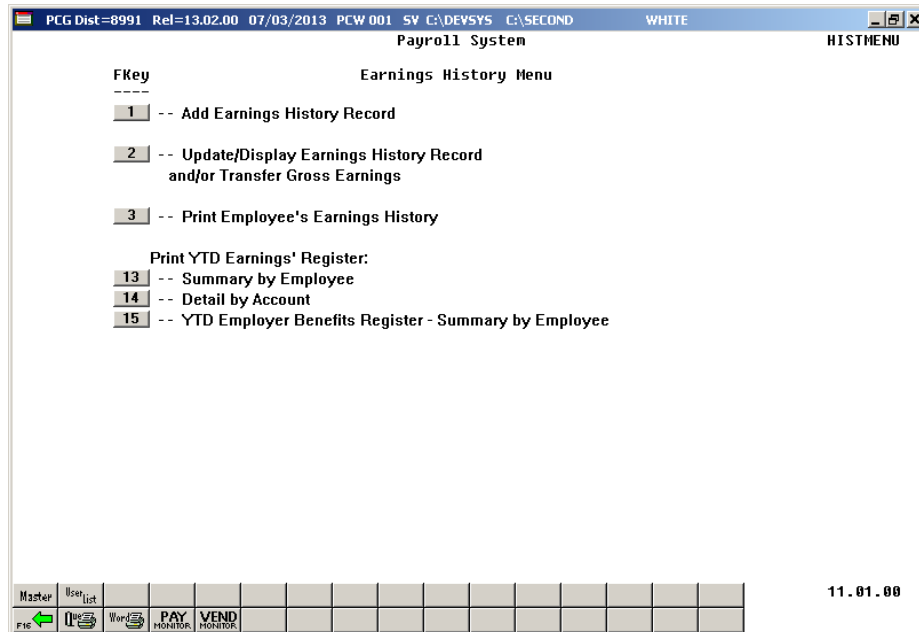 PCG Dist=8991 Rel=13.02.00 07/03/2013 PCW 001 SV C:\DEVSYS C:\SECOND WHITE
Payroll System HISTMENU
FKey Earnings History Menu
----
1 -- Add Earnings History Record
2 -- Update/Display Earnings History Record
and/or Transfer Gross Earnings
3 -- Print Employee's Earnings History
Print YTD Earnings' Register:
13 -- Summary by Employee
14 -- Detail by Account
15 -- YTD Employer Benefits Register - Summary by Employee
Master User list 11.01.00
F16 Que Word PAY MONITOR VEND MONITOR